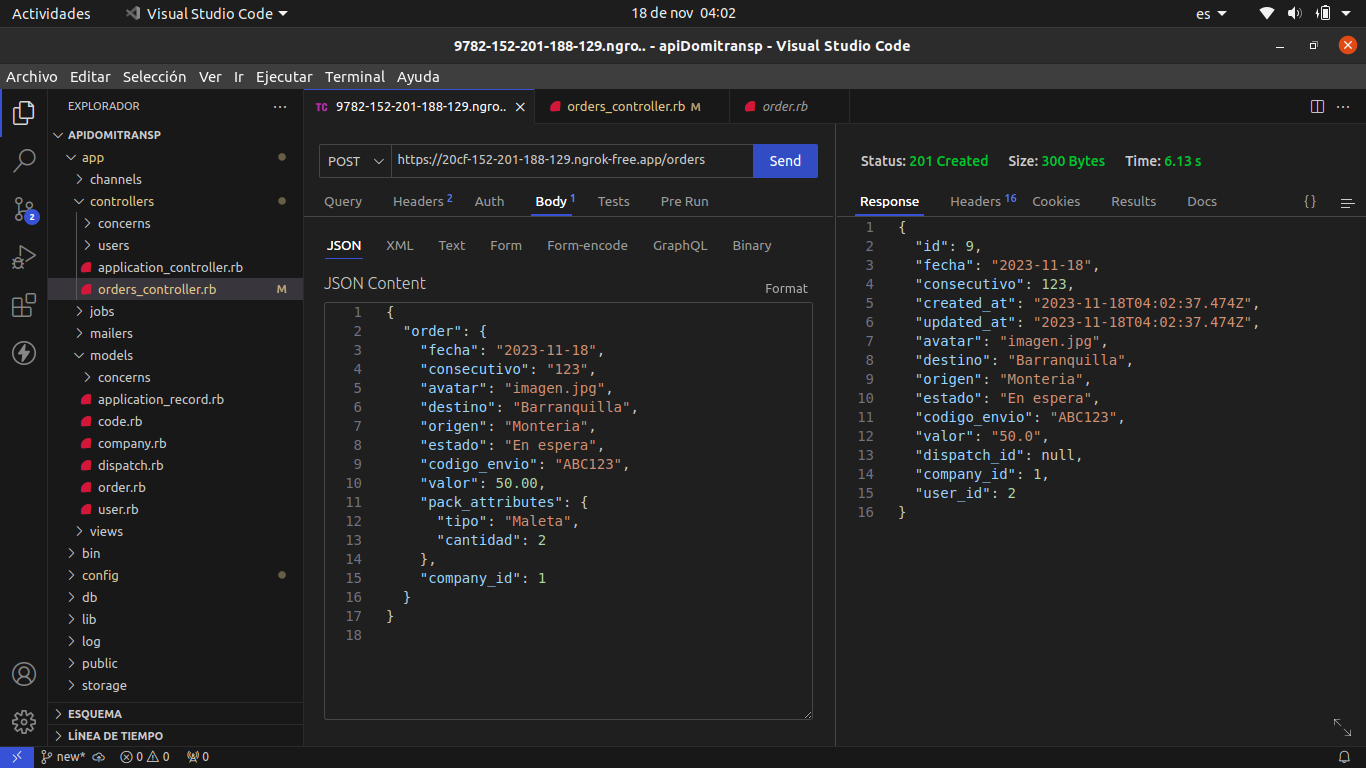 Actividades
Visual Studio Code
18 de nov 04:02
es
9782-152-201-188-129.ngro.. - apiDomitransp - Visual Studio Code
Archivo Editar Selección Ver Ir Ejecutar Terminal Ayuda
EXPLORADOR
APIDOMITRANSP
app
channels
controllers
concerns
users
application_controller.rb
orders_controller.rb M
jobs
mailers
models
concerns
application_record.rb
code.rb
company.rb
dispatch.rb
order.rb
user.rb
views
bin
config
db
lib
log
public
storage
ESQUEMA
LÍNEA DE TIEMPO
2
TC 9782-152-201-188-129.ngro..
orders_controller.rb M
order.rb
POST
https://20cf-152-201-188-129.ngrok-free.app/orders
Send
Query Headers 2 Auth Body 1 Tests Pre Run
JSON XML Text Form Form-encode GraphQL Binary
JSON Content
Format
1 {
2 "order": {
3 "fecha": "2023-11-18",
4 "consecutivo": "123",
5 "avatar": "imagen.jpg",
6 "destino": "Barranquilla",
7 "origen": "Monteria",
8 "estado": "En espera",
9 "codigo_envio": "ABC123",
10 "valor": 50.00,
11 "pack_attributes": {
12 "tipo": "Maleta",
13 "cantidad": 2
14 },
15 "company_id": 1
16 }
17 }
18
Status: 201 Created Size: 300 Bytes Time: 6.13 s
Response Headers 16 Cookies Results Docs {}
1 {
2 "id": 9,
3 "fecha": "2023-11-18",
4 "consecutivo": 123,
5 "created_at": "2023-11-18T04:02:37.474Z",
6 "updated_at": "2023-11-18T04:02:37.474Z",
7 "avatar": "imagen.jpg",
8 "destino": "Barranquilla",
9 "origen": "Monteria",
10 "estado": "En espera",
11 "codigo_envio": "ABC123",
12 "valor": "50.0",
13 "dispatch_id": null,
14 "company_id": 1,
15 "user_id": 2
16 }
new* 0 0 0